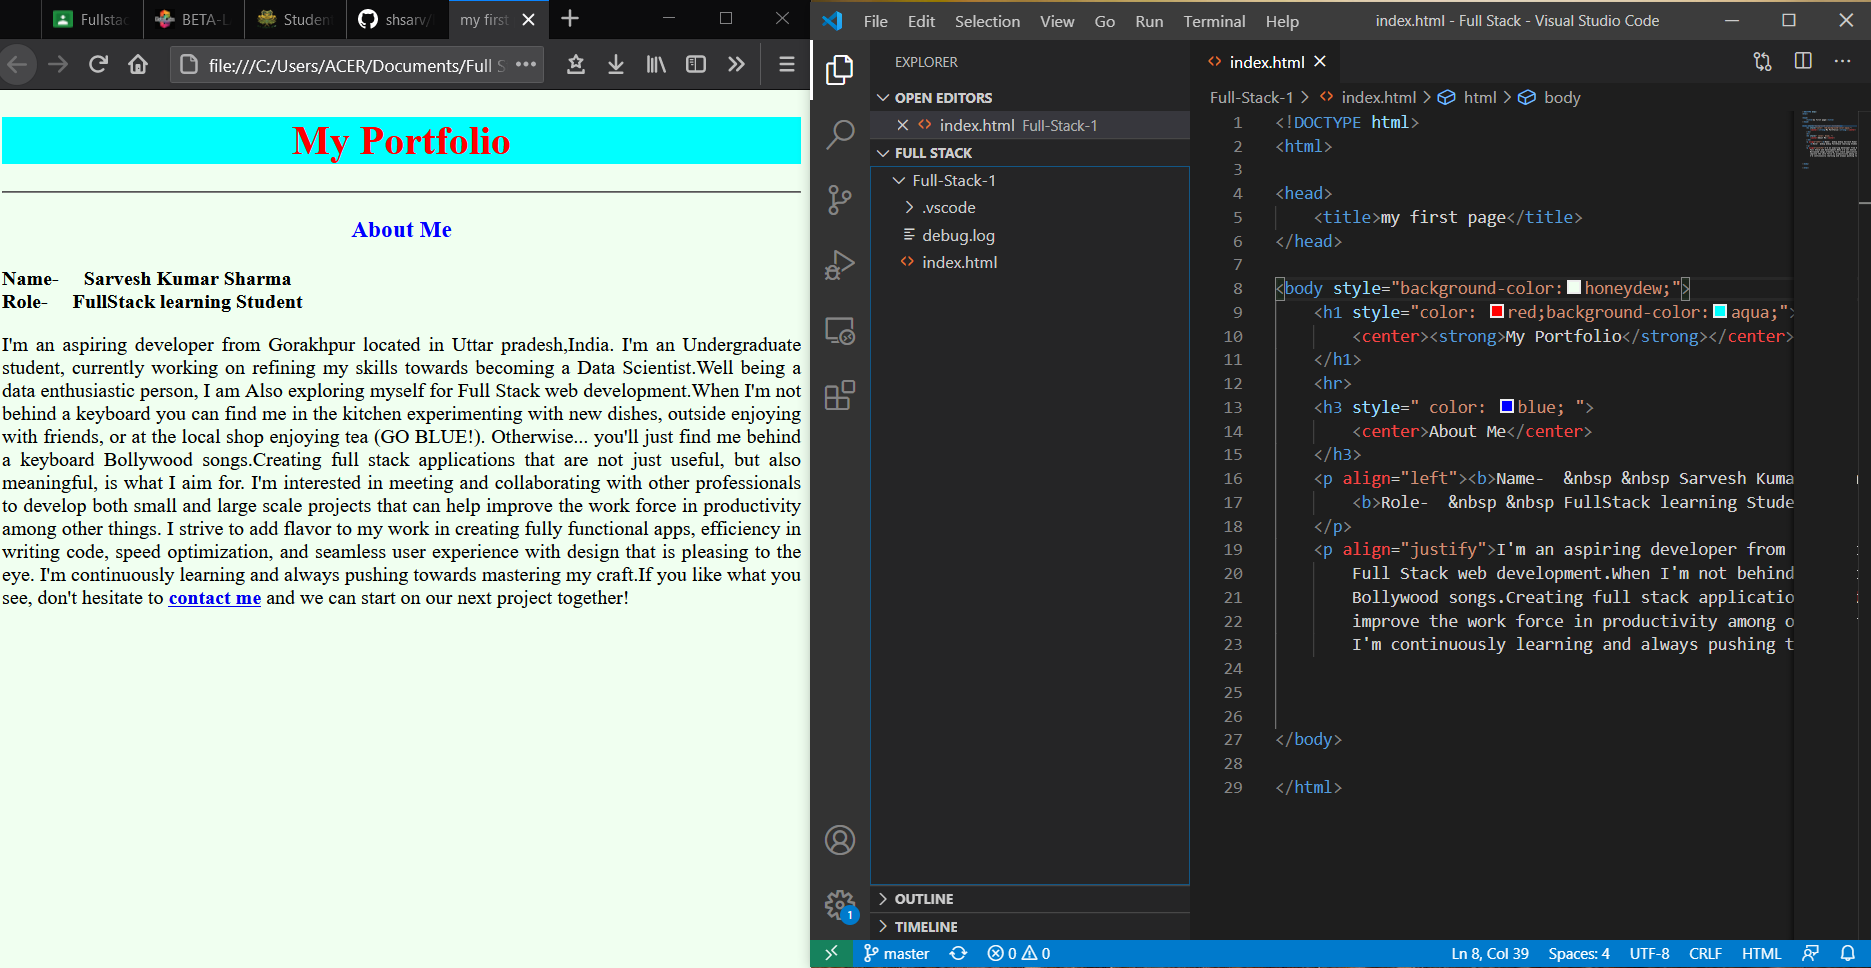 Fullstac
BETA-L
Studen
shsarv/
my first
file:///C:/Users/ACER/Documents/Full S
My Portfolio
About Me
Name- Sarvesh Kumar Sharma
Role- FullStack learning Student
I'm an aspiring developer from Gorakhpur located in Uttar pradesh,India. I'm an Undergraduate
student, currently working on refining my skills towards becoming a Data Scientist.Well being a
data enthusiastic person, I am Also exploring myself for Full Stack web development.When I'm not
behind a keyboard you can find me in the kitchen experimenting with new dishes, outside enjoying
with friends, or at the local shop enjoying tea (GO BLUE!). Otherwise... you'll just find me behind
a keyboard Bollywood songs.Creating full stack applications that are not just useful, but also
meaningful, is what I aim for. I'm interested in meeting and collaborating with other professionals
to develop both small and large scale projects that can help improve the work force in productivity
among other things. I strive to add flavor to my work in creating fully functional apps, efficiency in
writing code, speed optimization, and seamless user experience with design that is pleasing to the
eye. I'm continuously learning and always pushing towards mastering my craft.If you like what you
see, don't hesitate to contact me and we can start on our next project together!
File Edit Selection View Go Run Terminal Help
index.html - Full Stack - Visual Studio Code
EXPLORER
OPEN EDITORS
index.html Full-Stack-1
FULL STACK
Full-Stack-1
.vscode
debug.log
index.html
OUTLINE
TIMELINE
index.html
Full-Stack-1 > index.html > html > body
1 <!DOCTYPE html>
2 <html>
3
4 <head>
5 <title>my first page</title>
6 </head>
7
8 <body style="background-color:honeydew;">
9 <h1 style="color: red;background-color:aqua;">
10 <center><strong>My Portfolio</strong></center>
11 </h1>
12 <hr>
13 <h3 style=" color: blue; ">
14 <center>About Me</center>
15 </h3>
16 <p align="left"><b>Name- &nbsp &nbsp Sarvesh Kuma
17 <b>Role- &nbsp &nbsp FullStack learning Stude
18 </p>
19 <p align="justify">I'm an aspiring developer from
20 Full Stack web development.When I'm not behind
21 Bollywood songs.Creating full stack applicatio
22 improve the work force in productivity among o
23 I'm continuously learning and always pushing t
24
25
26
27 </body>
28
29 </html>
1
master
0 0
Ln 8, Col 39 Spaces: 4 UTF-8 CRLF HTML